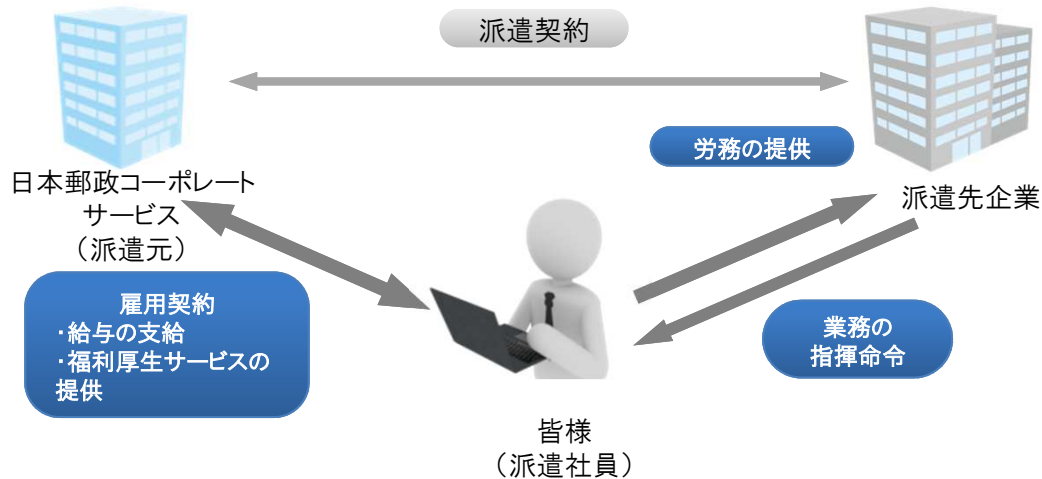 派遣契約
労務の提供
日本郵政コーポレート
サービス
（派遣元）
派遣先企業
雇用契約
・給与の支給
・福利厚生サービスの
提供
業務の
指揮命令
皆様
（派遣社員）